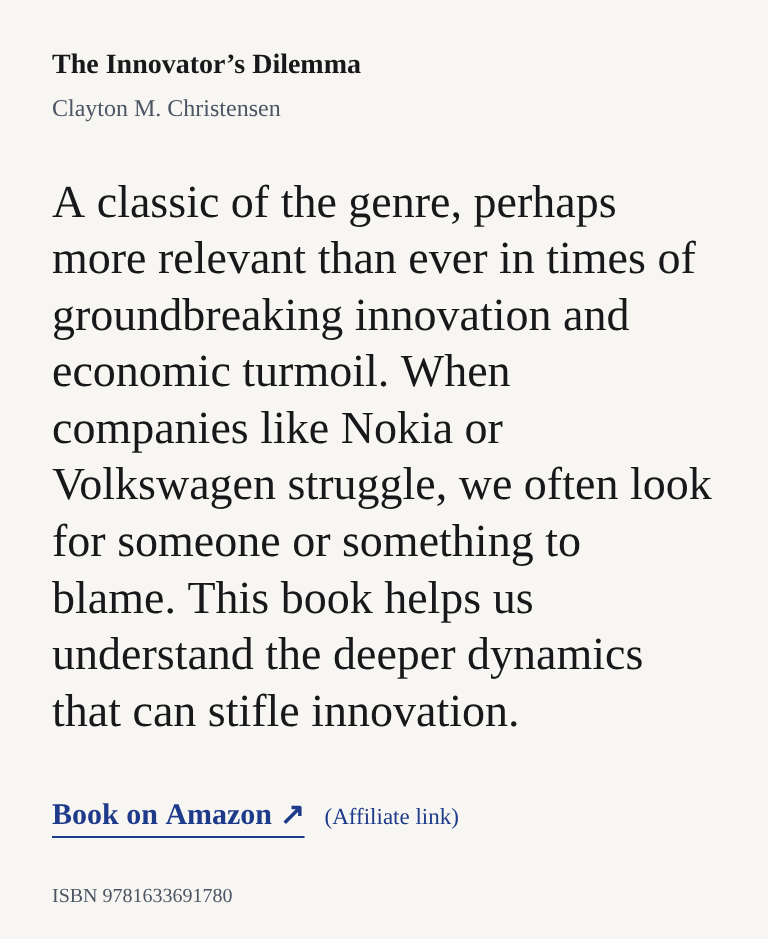 The Innovator’s Dilemma
Clayton M. Christensen
A classic of the genre, perhaps
more relevant than ever in times of
groundbreaking innovation and
economic turmoil. When
companies like Nokia or
Volkswagen struggle, we often look
for someone or something to
blame. This book helps us
understand the deeper dynamics
that can stifle innovation.
Book on Amazon ↗ (Affiliate link)
ISBN 9781633691780